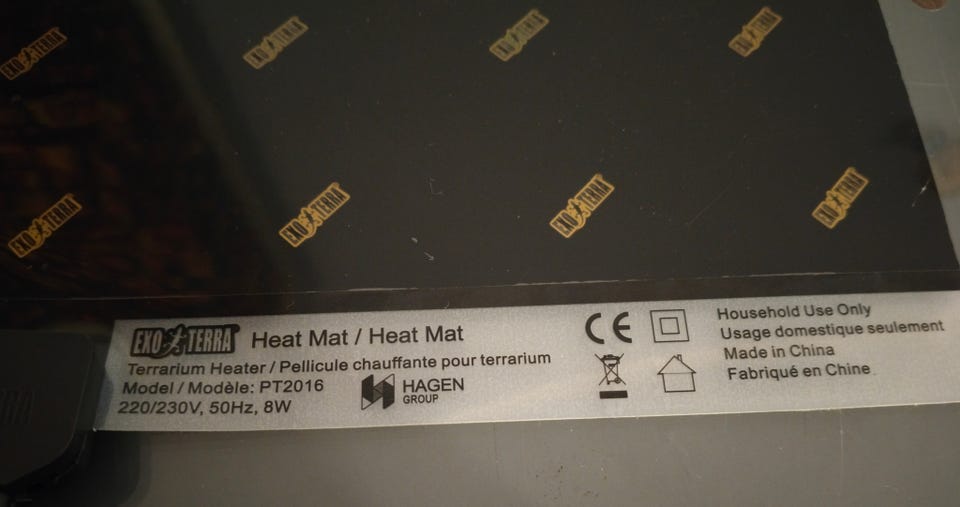 EXO TERRA
EXO TERRA
EXO TERRA
EXO TERRA
EXO TERRA
EXO TERRA
EXO TERRA
EXO TERRA
EXO TERRA Heat Mat / Heat Mat
Terrarium Heater / Pellicule chauffante pour terrarium
Model / Modèle: PT2016
220/230V, 50Hz, 8W
HAGEN
GROUP
CE
Household Use Only
Usage domestique seulement
Made in China
Fabriqué en Chine